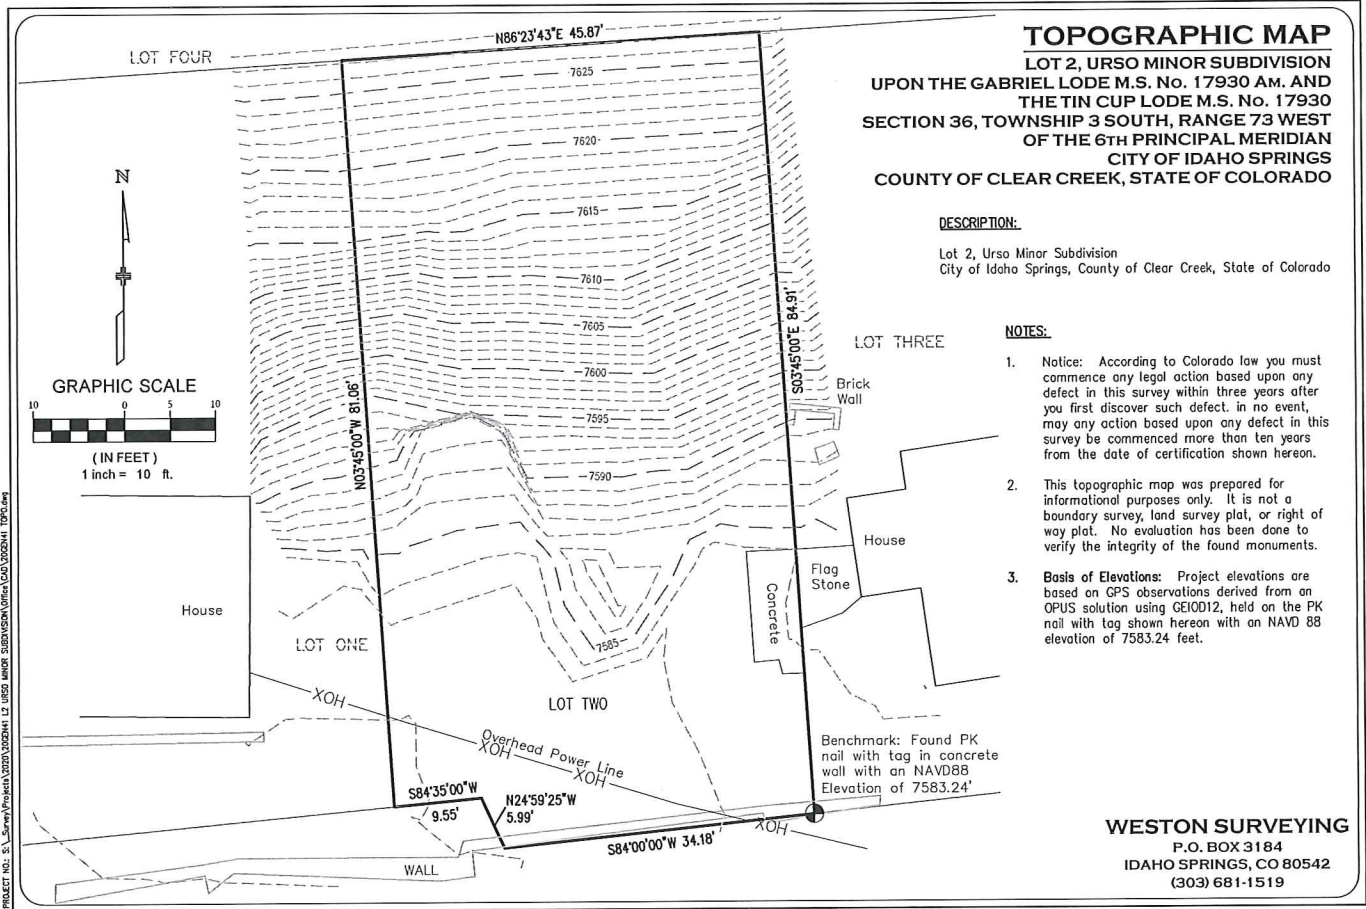 TOPOGRAPHIC MAP
LOT 2, URSO MINOR SUBDIVISION
UPON THE GABRIEL LODE M.S. No. 17930 AM. AND
THE TIN CUP LODE M.S. No. 17930
SECTION 36, TOWNSHIP 3 SOUTH, RANGE 73 WEST
OF THE 6TH PRINCIPAL MERIDIAN
CITY OF IDAHO SPRINGS
COUNTY OF CLEAR CREEK, STATE OF COLORADO
DESCRIPTION:
Lot 2, Urso Minor Subdivision
City of Idaho Springs, County of Clear Creek, State of Colorado
NOTES:
1. Notice: According to Colorado law you must
commence any legal action based upon any
defect in this survey within three years after
you first discover such defect. in no event,
may any action based upon any defect in this
survey be commenced more than ten years
from the date of certification shown hereon.
2. This topographic map was prepared for
informational purposes only. It is not a
boundary survey, land survey plat, or right of
way plat. No evaluation has been done to
verify the integrity of the found monuments.
3. Basis of Elevations: Project elevations are
based on GPS observations derived from an
OPUS solution using GEIOD12, held on the PK
nail with tag shown hereon with an NAVD 88
elevation of 7583.24 feet.
WESTON SURVEYING
P.O. BOX 3184
IDAHO SPRINGS, CO 80542
(303) 681-1519
LOT FOUR
N86°23'43"E 45.87'
7625
7620
7615
7610
7605
7600
7595
7590
7585
N
GRAPHIC SCALE
10 0 5 10
( IN FEET )
1 inch = 10 ft.
N03°45'00"W 81.06'
S03°45'00"E 84.91'
LOT THREE
Brick
Wall
House
Flag
Stone
Concrete
House
LOT ONE
LOT TWO
XOH
Overhead Power Line
XOH
XOH
XOH
Benchmark: Found PK
nail with tag in concrete
wall with an NAVD88
Elevation of 7583.24'
S84°35'00"W
9.55'
N24°59'25"W
5.99'
S84°00'00"W 34.18'
WALL
PROJECT NO.: S:\_Survey\Projects\2020\20GEN41 L2 URSO MINOR SUBDIVISION\Office\CAD\20GEN41 TOPO.dwg